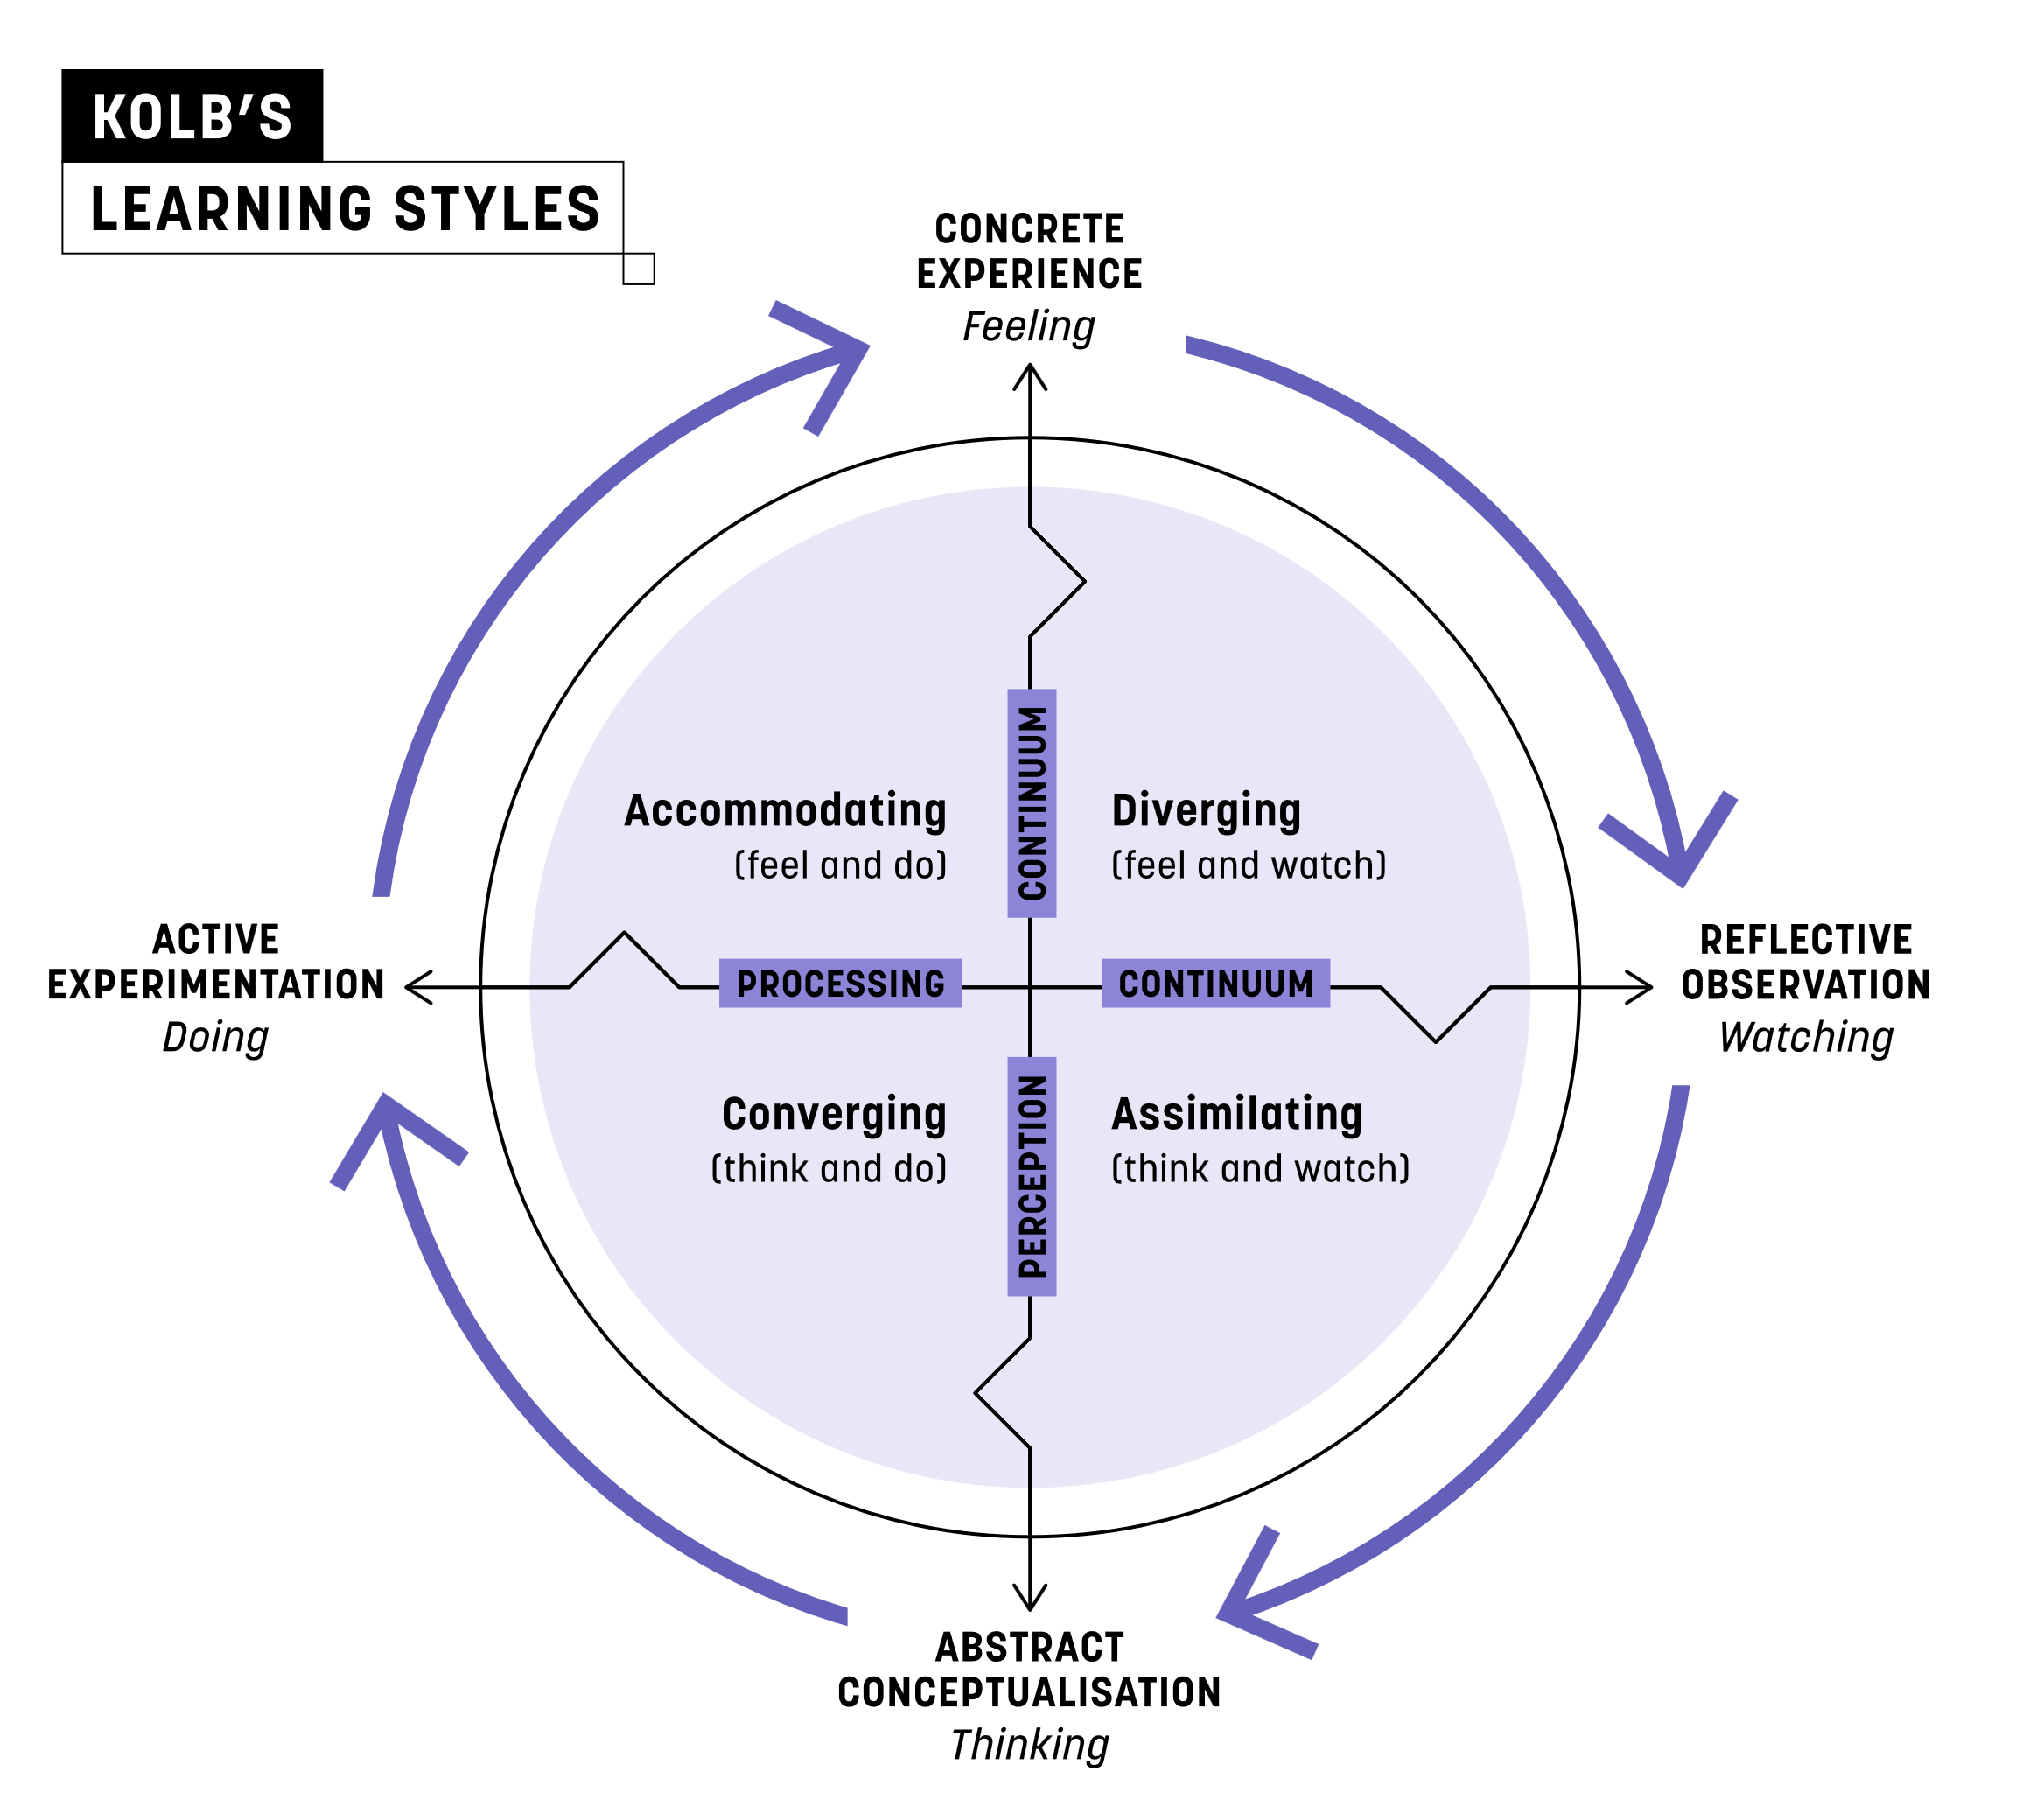 KOLB'S
LEARNING STYLES
CONCRETE
EXPERIENCE
Feeling
Accommodating
(feel and do)
Diverging
(feel and watch)
ACTIVE
EXPERIMENTATION
Doing
PROCESSING
CONTINUUM
PERCEPTION
CONTINUUM
REFLECTIVE
OBSERVATION
Watching
Converging
(think and do)
Assimilating
(think and watch)
ABSTRACT
CONCEPTUALISATION
Thinking